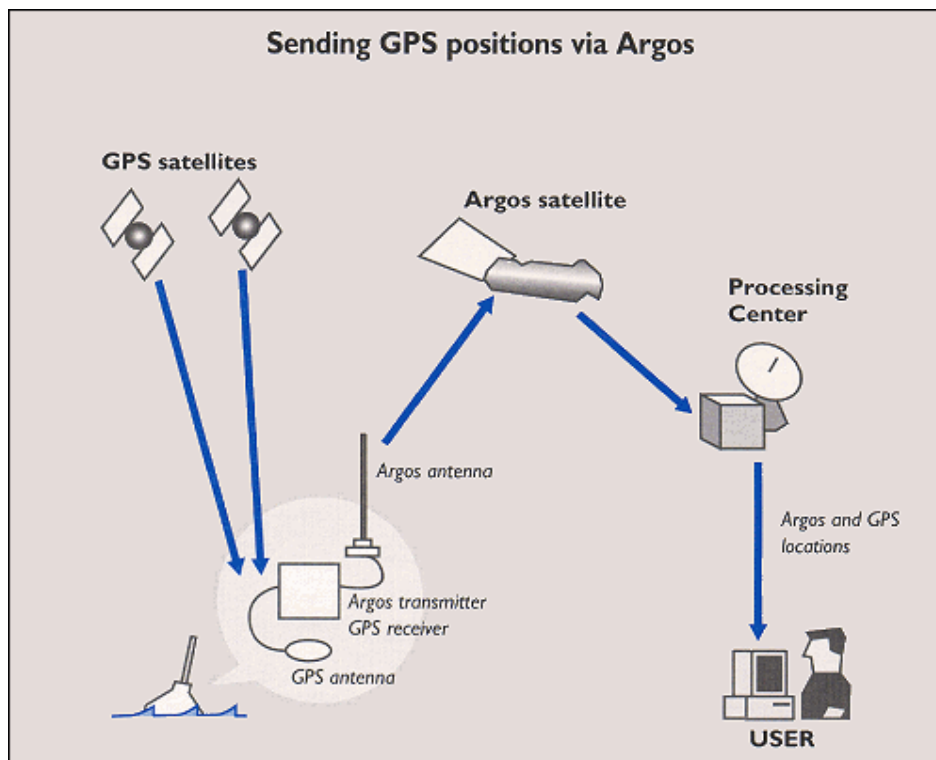 Sending GPS positions via Argos
GPS satellites
Argos satellite
Processing
Center
Argos antenna
Argos and GPS
locations
Argos transmitter
GPS receiver
GPS antenna
USER